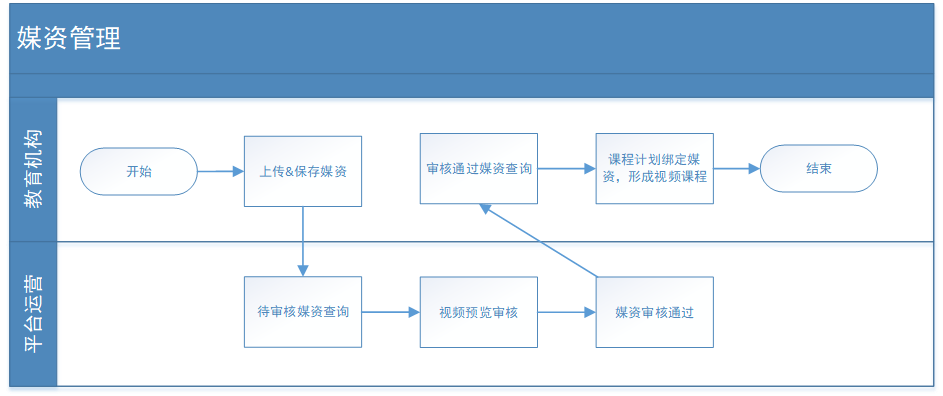 媒资管理
教育机构
开始
上传&保存媒资
审核通过媒资查询
课程计划绑定媒
资，形成视频课程
结束
平台运营
待审核媒资查询
视频预览审核
媒资审核通过